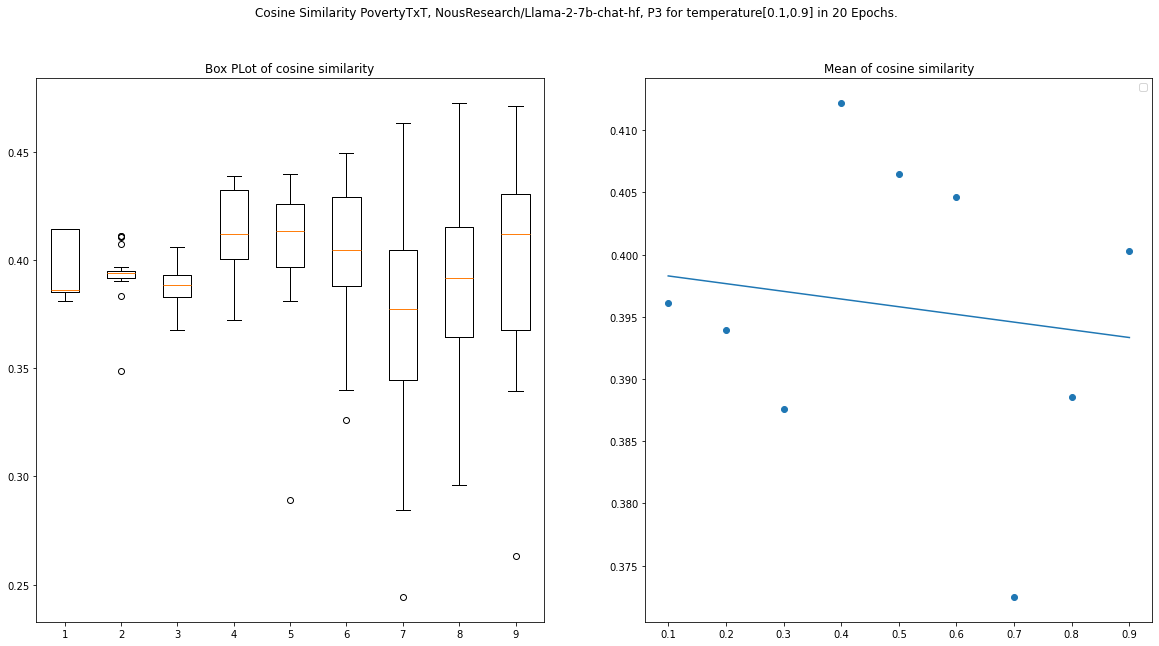 Cosine Similarity PovertyTxT, NousResearch/Llama-2-7b-chat-hf, P3 for temperature[0.1,0.9] in 20 Epochs.
Box PLot of cosine similarity
0.45
0.40
0.35
0.30
0.25
1 2 3 4 5 6 7 8 9
Mean of cosine similarity
0.410
0.405
0.400
0.395
0.390
0.385
0.380
0.375
0.1 0.2 0.3 0.4 0.5 0.6 0.7 0.8 0.9